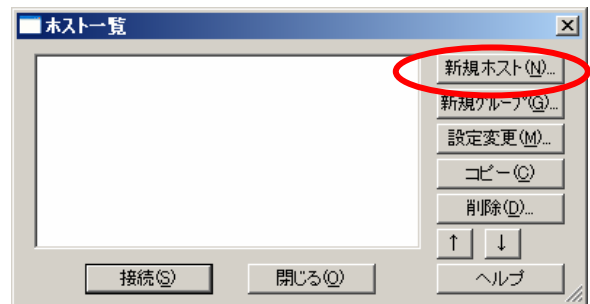 ホスト一覧
新規ホスト(N)...
新規グループ(G)...
設定変更(M)...
コピー(C)
削除(D)...
↑ ↓
接続(S) 閉じる(O) ヘルプ